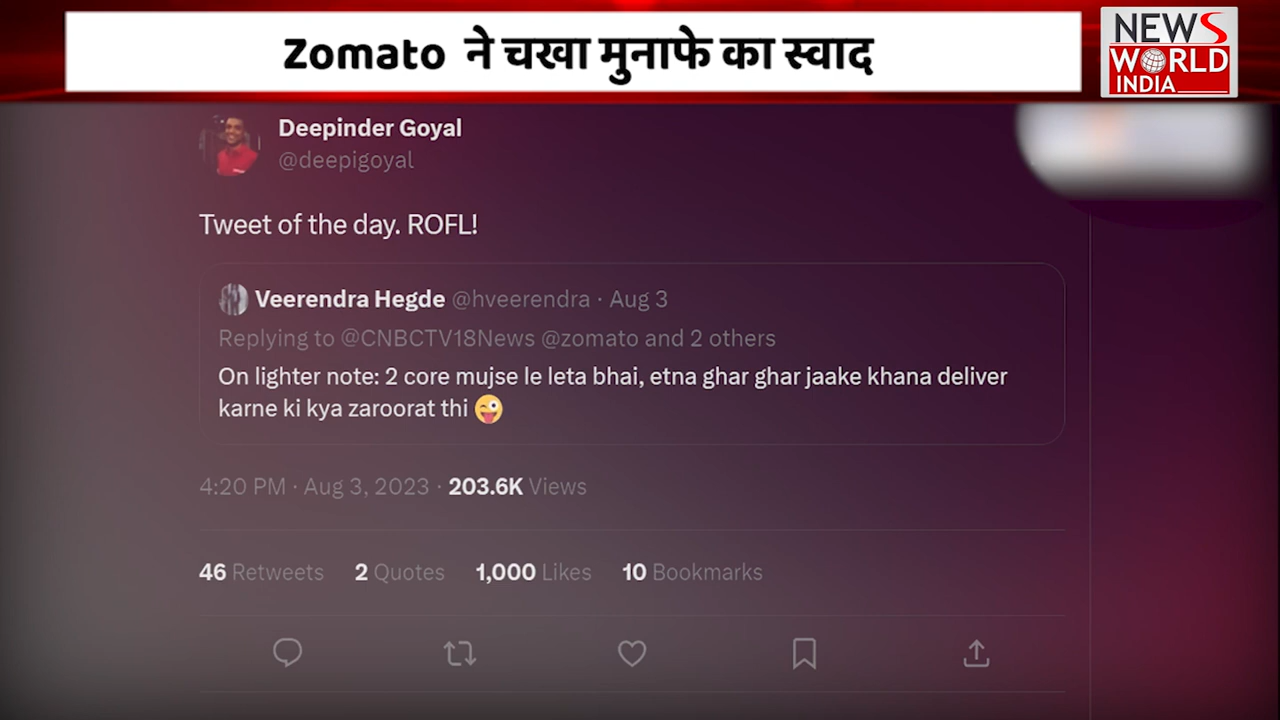 Zomato ने चखा मुनाफे का स्वाद
NEWS
WORLD
INDIA
Deepinder Goyal
@deepigoyal
Tweet of the day. ROFL!
Veerendra Hegde @hveerendra · Aug 3
Replying to @CNBCTV18News @zomato and 2 others
On lighter note: 2 core mujse le leta bhai, etna ghar ghar jaake khana deliver
karne ki kya zaroorat thi 😜
4:20 PM · Aug 3, 2023 · 203.6K Views
46 Retweets 2 Quotes 1,000 Likes 10 Bookmarks